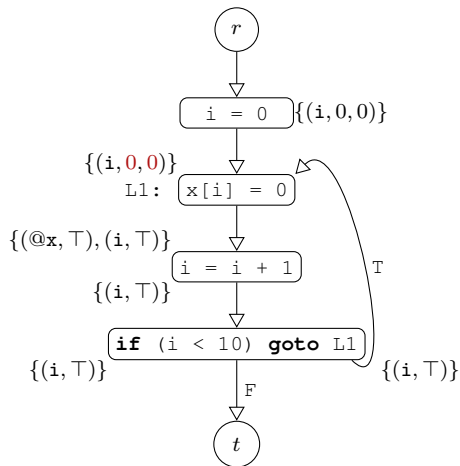 r
i = 0 {(i, 0, 0)}
{(i, 0, 0)}
L1: x[i] = 0
{(@x, ⊤), (i, ⊤)}
T
i = i + 1
{(i, ⊤)}
if (i < 10) goto L1
{(i, ⊤)} {(i, ⊤)}
F
t